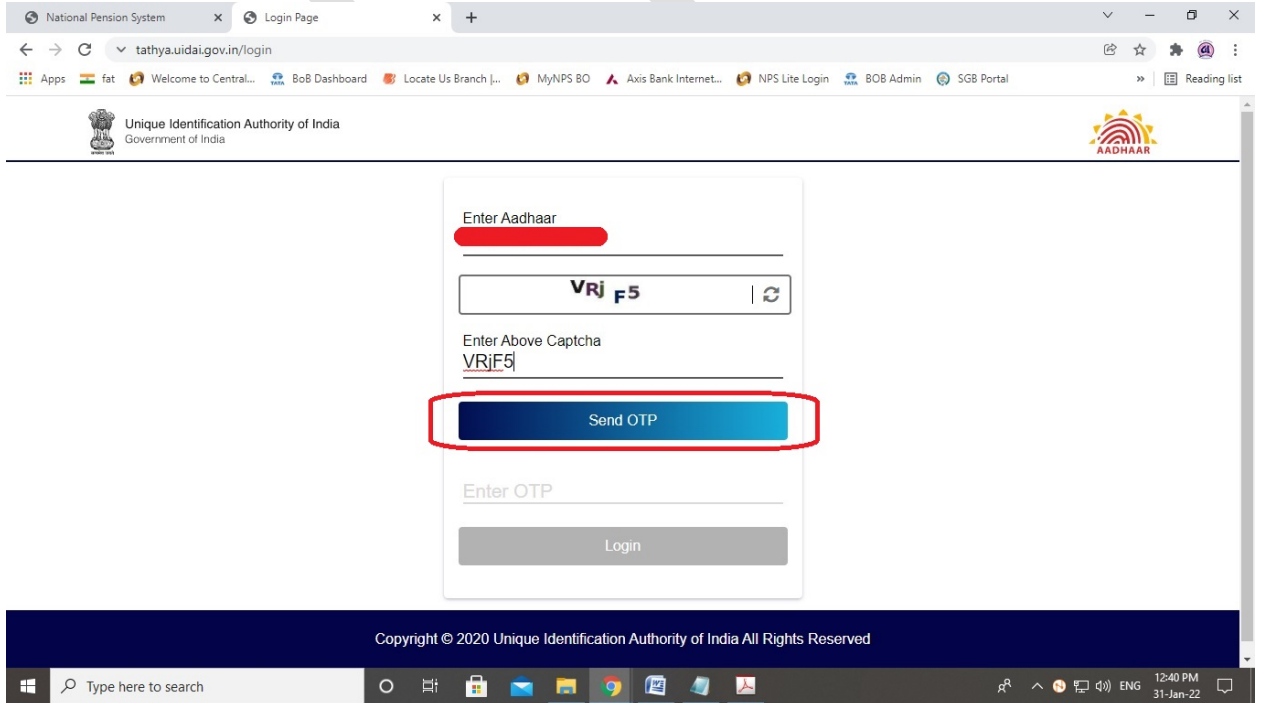 National Pension System
Login Page
tathya.uidai.gov.in/login
Apps fat Welcome to Central... BoB Dashboard Locate Us Branch |... MyNPS BO Axis Bank Internet... NPS Lite Login BOB Admin SGB Portal » Reading list
Unique Identification Authority of India
Government of India
AADHAAR
Enter Aadhaar
VRj F5
Enter Above Captcha
VRjF5
Send OTP
Enter OTP
Login
Copyright © 2020 Unique Identification Authority of India All Rights Reserved
Type here to search
ENG
12:40 PM
31-Jan-22